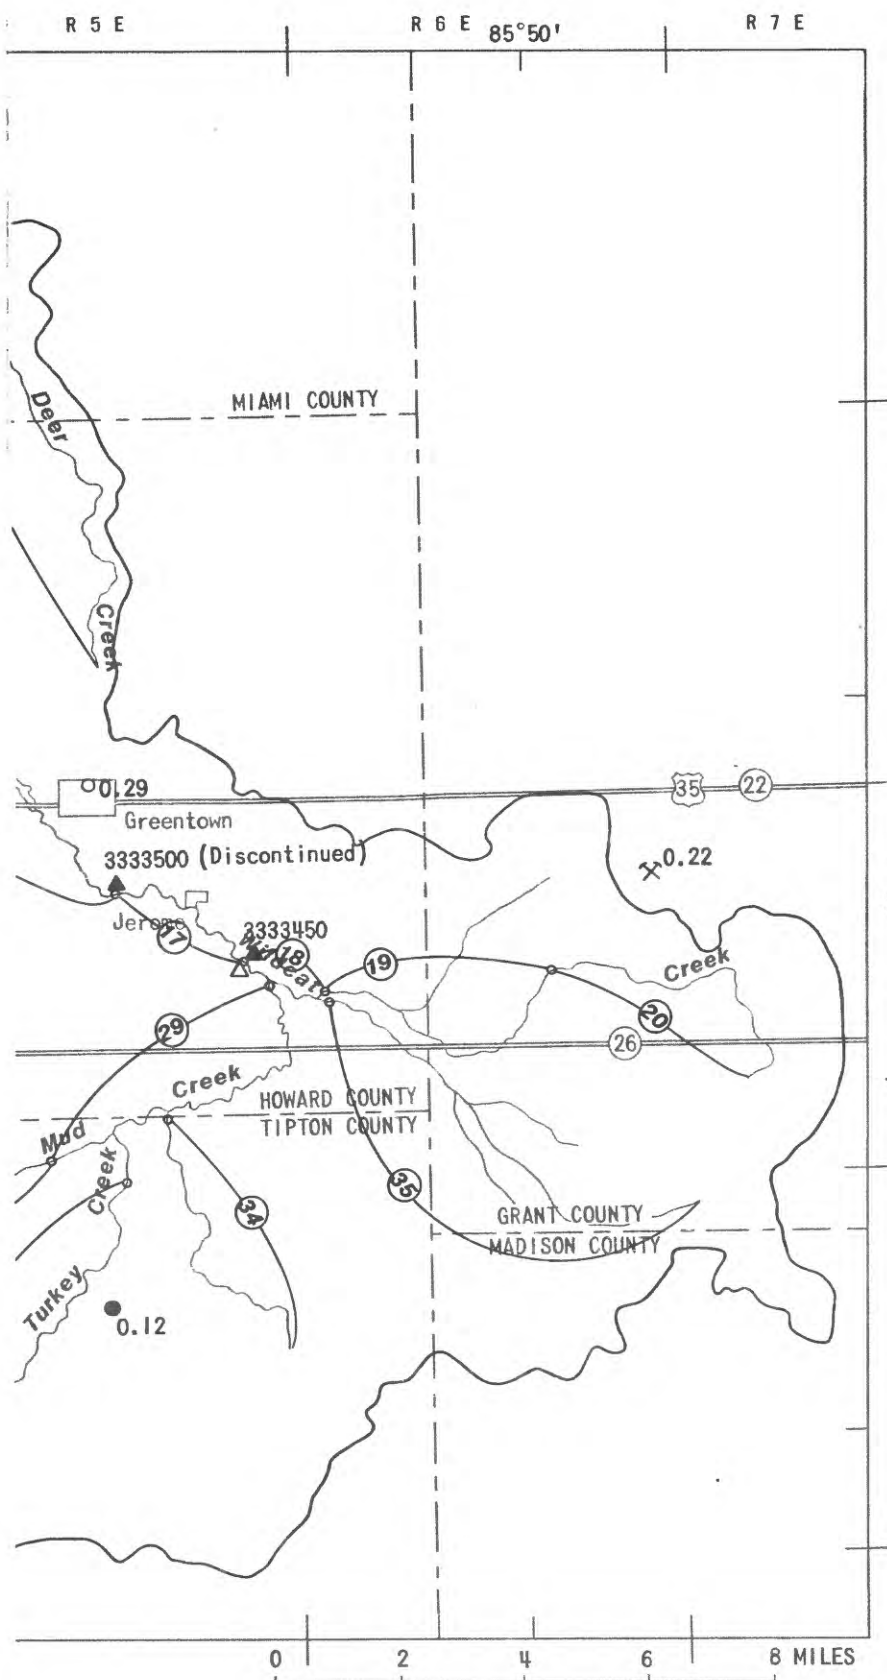 R 5 E R 6 E 85°50' R 7 E
Deer
MIAMI COUNTY
Creek
35 22
0.29
Greentown
3333500 (Discontinued)
0.22
Jerome
17
3333450
Wildcat
18
19
Creek
20
29
26
Creek
HOWARD COUNTY
TIPTON COUNTY
Mud
Creek
35
34
GRANT COUNTY
MADISON COUNTY
Turkey
0.12
0 2 4 6 8 MILES